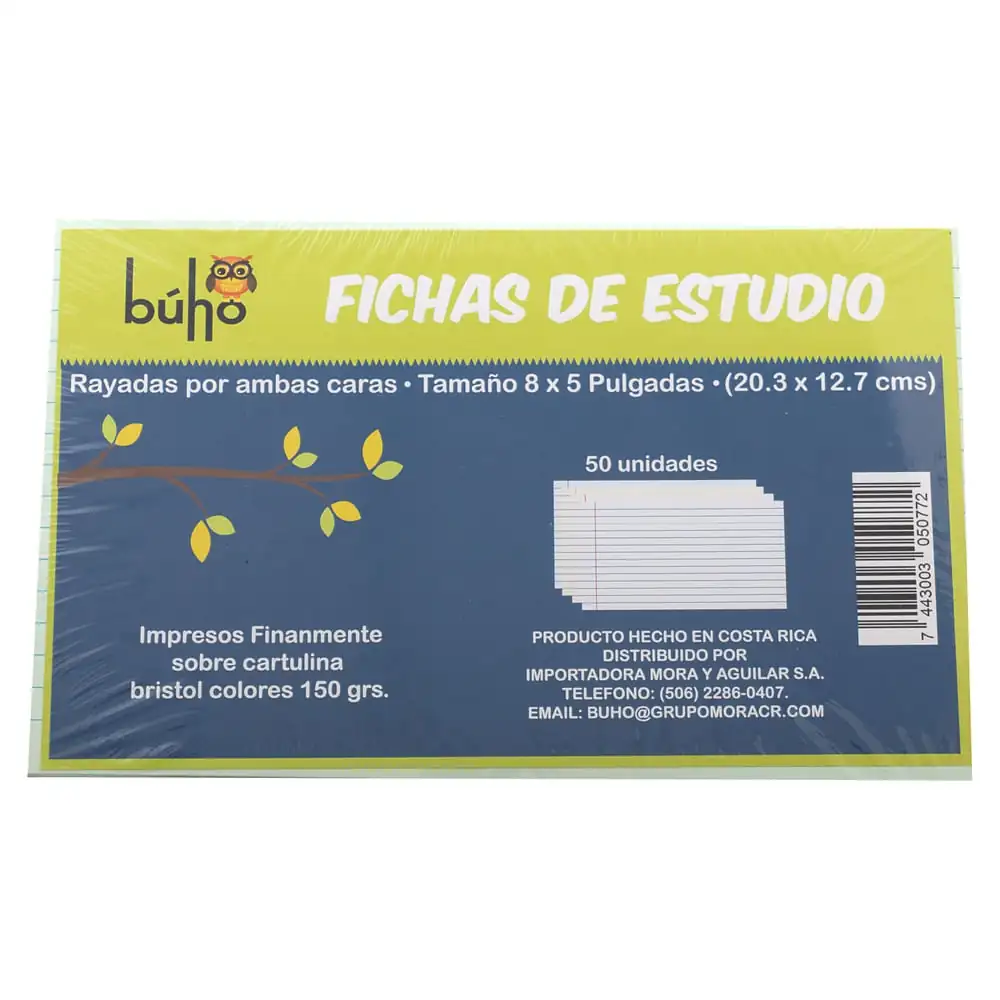 búho
FICHAS DE ESTUDIO
Rayadas por ambas caras • Tamaño 8 x 5 Pulgadas • (20.3 x 12.7 cms)
50 unidades
Impresos Finanmente
sobre cartulina
bristol colores 150 grs.
PRODUCTO HECHO EN COSTA RICA
DISTRIBUIDO POR
IMPORTADORA MORA Y AGUILAR S.A.
TELEFONO: (506) 2286-0407.
EMAIL: BUHO@GRUPOMORACR.COM
7 443003 050772